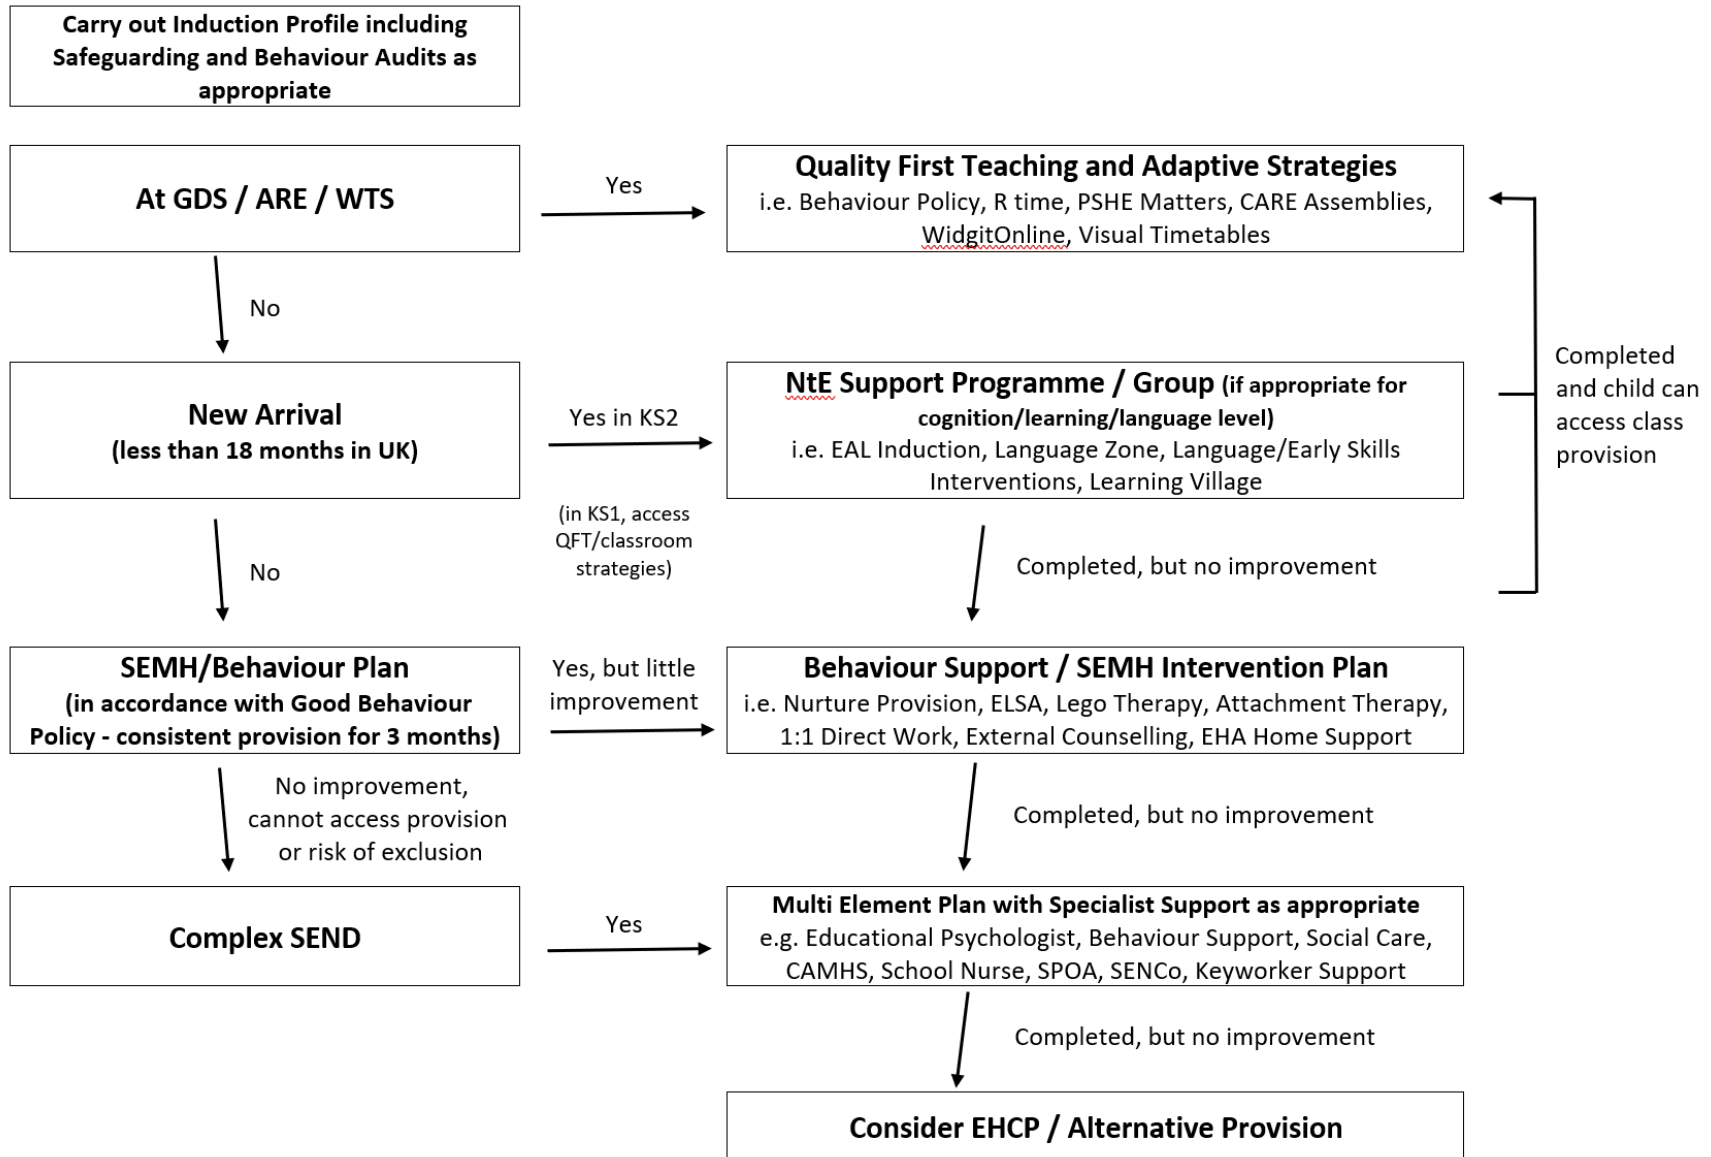 Carry out Induction Profile including
Safeguarding and Behaviour Audits as
appropriate
At GDS / ARE / WTS
Yes
Quality First Teaching and Adaptive Strategies
i.e. Behaviour Policy, R time, PSHE Matters, CARE Assemblies,
WidgitOnline, Visual Timetables
No
New Arrival
(less than 18 months in UK)
Yes in KS2
(in KS1, access
QFT/classroom
strategies)
NtE Support Programme / Group (if appropriate for
cognition/learning/language level)
i.e. EAL Induction, Language Zone, Language/Early Skills
Interventions, Learning Village
Completed
and child can
access class
provision
No
Completed, but no improvement
SEMH/Behaviour Plan
(in accordance with Good Behaviour
Policy - consistent provision for 3 months)
Yes, but little
improvement
Behaviour Support / SEMH Intervention Plan
i.e. Nurture Provision, ELSA, Lego Therapy, Attachment Therapy,
1:1 Direct Work, External Counselling, EHA Home Support
No improvement,
cannot access provision
or risk of exclusion
Completed, but no improvement
Complex SEND
Yes
Multi Element Plan with Specialist Support as appropriate
e.g. Educational Psychologist, Behaviour Support, Social Care,
CAMHS, School Nurse, SPOA, SENCo, Keyworker Support
Completed, but no improvement
Consider EHCP / Alternative Provision